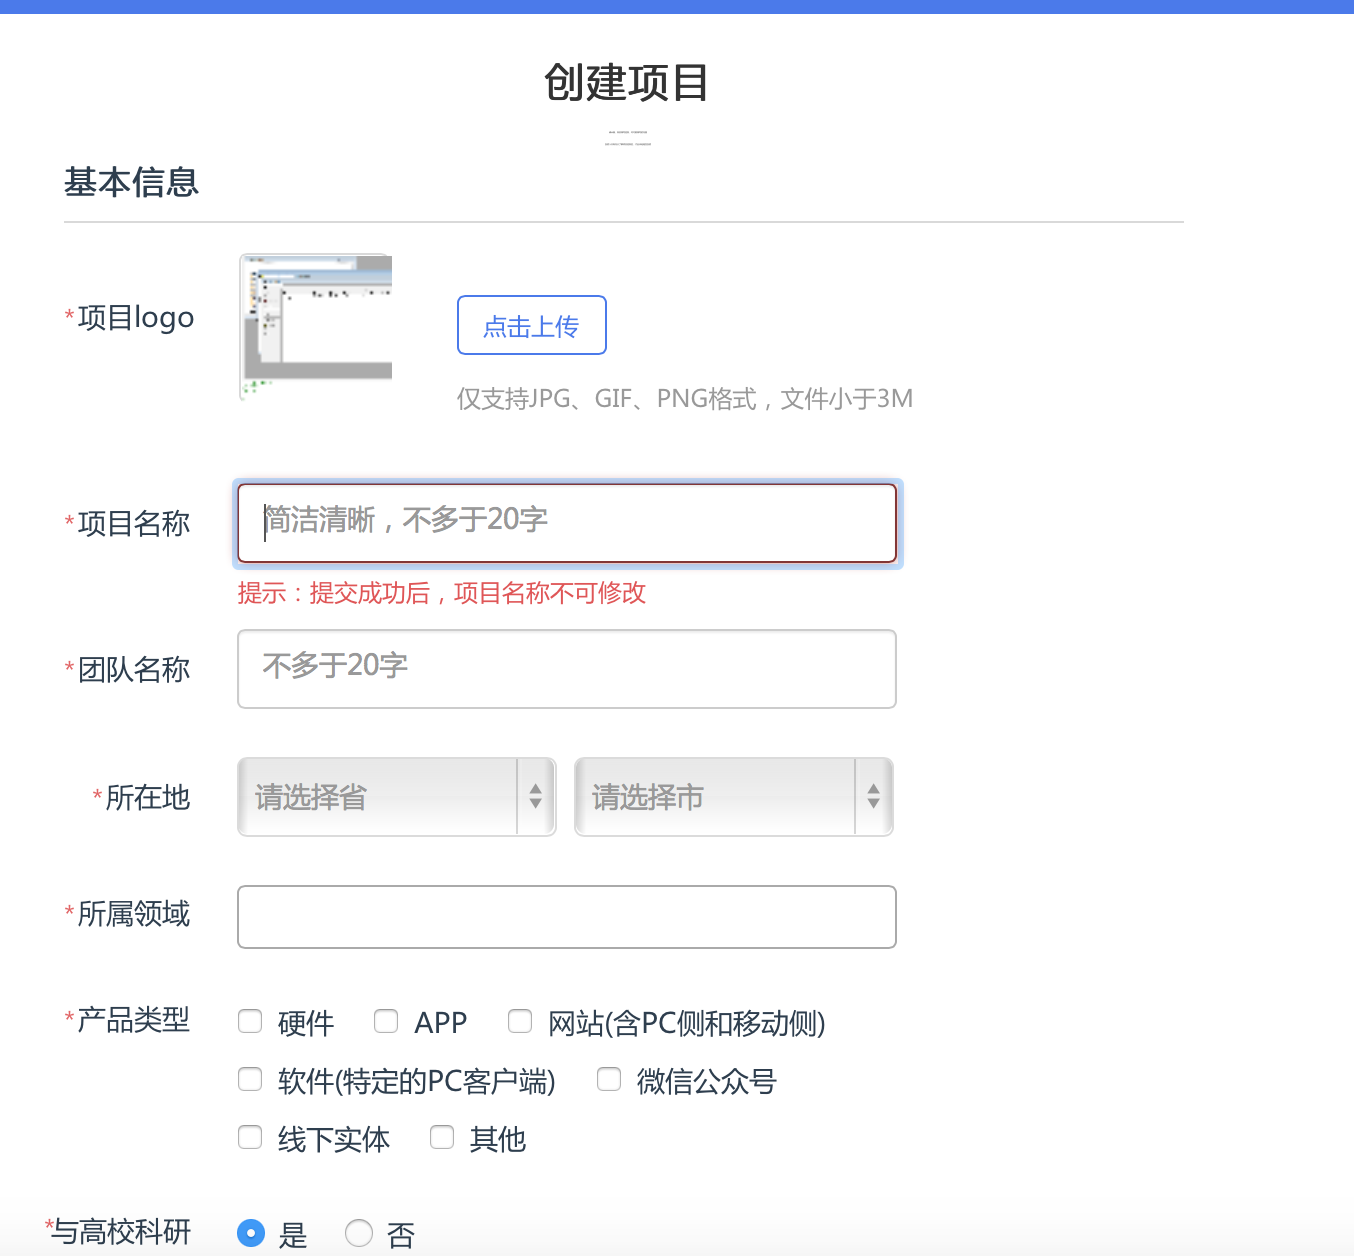 创建项目
基本信息
*项目logo
点击上传
仅支持JPG、GIF、PNG格式，文件小于3M
*项目名称
简洁清晰，不多于20字
提示：提交成功后，项目名称不可修改
*团队名称
不多于20字
*所在地
请选择省
请选择市
*所属领域
*产品类型
硬件 APP 网站(含PC侧和移动侧)
软件(特定的PC客户端) 微信公众号
线下实体 其他
*与高校科研
是 否